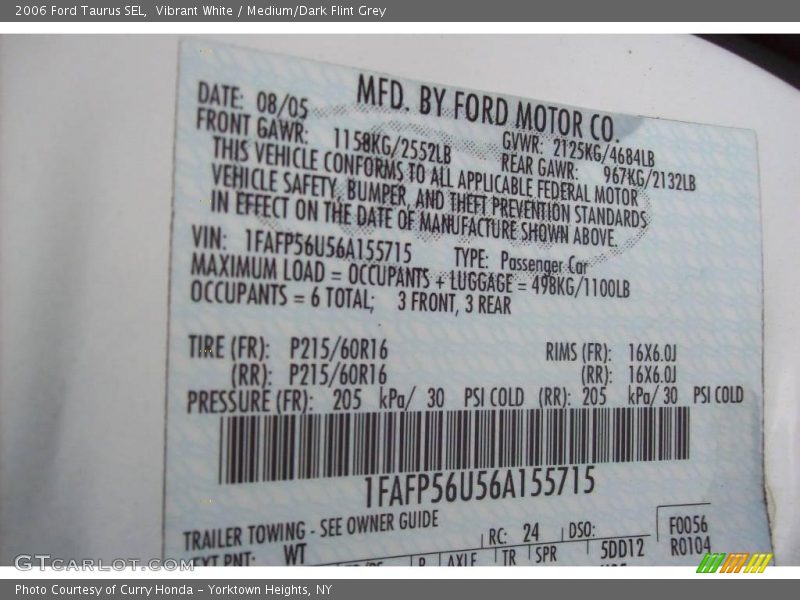 2006 Ford Taurus SEL, Vibrant White / Medium/Dark Flint Grey
MFD. BY FORD MOTOR CO.
DATE: 08/05 GVWR: 2125KG/4684LB
FRONT GAWR: 1158KG/2552LB REAR GAWR: 967KG/2132LB
THIS VEHICLE CONFORMS TO ALL APPLICABLE FEDERAL MOTOR
VEHICLE SAFETY, BUMPER, AND THEFT PREVENTION STANDARDS
IN EFFECT ON THE DATE OF MANUFACTURE SHOWN ABOVE.
VIN: 1FAFP56U56A155715 TYPE: Passenger Car
MAXIMUM LOAD = OCCUPANTS + LUGGAGE = 498KG/1100LB
OCCUPANTS = 6 TOTAL; 3 FRONT, 3 REAR
TIRE (FR): P215/60R16 RIMS (FR): 16X6.0J
(RR): P215/60R16 (RR): 16X6.0J
PRESSURE (FR): 205 kPa/ 30 PSI COLD (RR): 205 kPa/ 30 PSI COLD
1FAFP56U56A155715
TRAILER TOWING - SEE OWNER GUIDE
RC: 24 DSO: F0056
EXT PNT: WT AXLE TR SPR 5DD12 R0104
GTCARLOT.COM
Photo Courtesy of Curry Honda - Yorktown Heights, NY